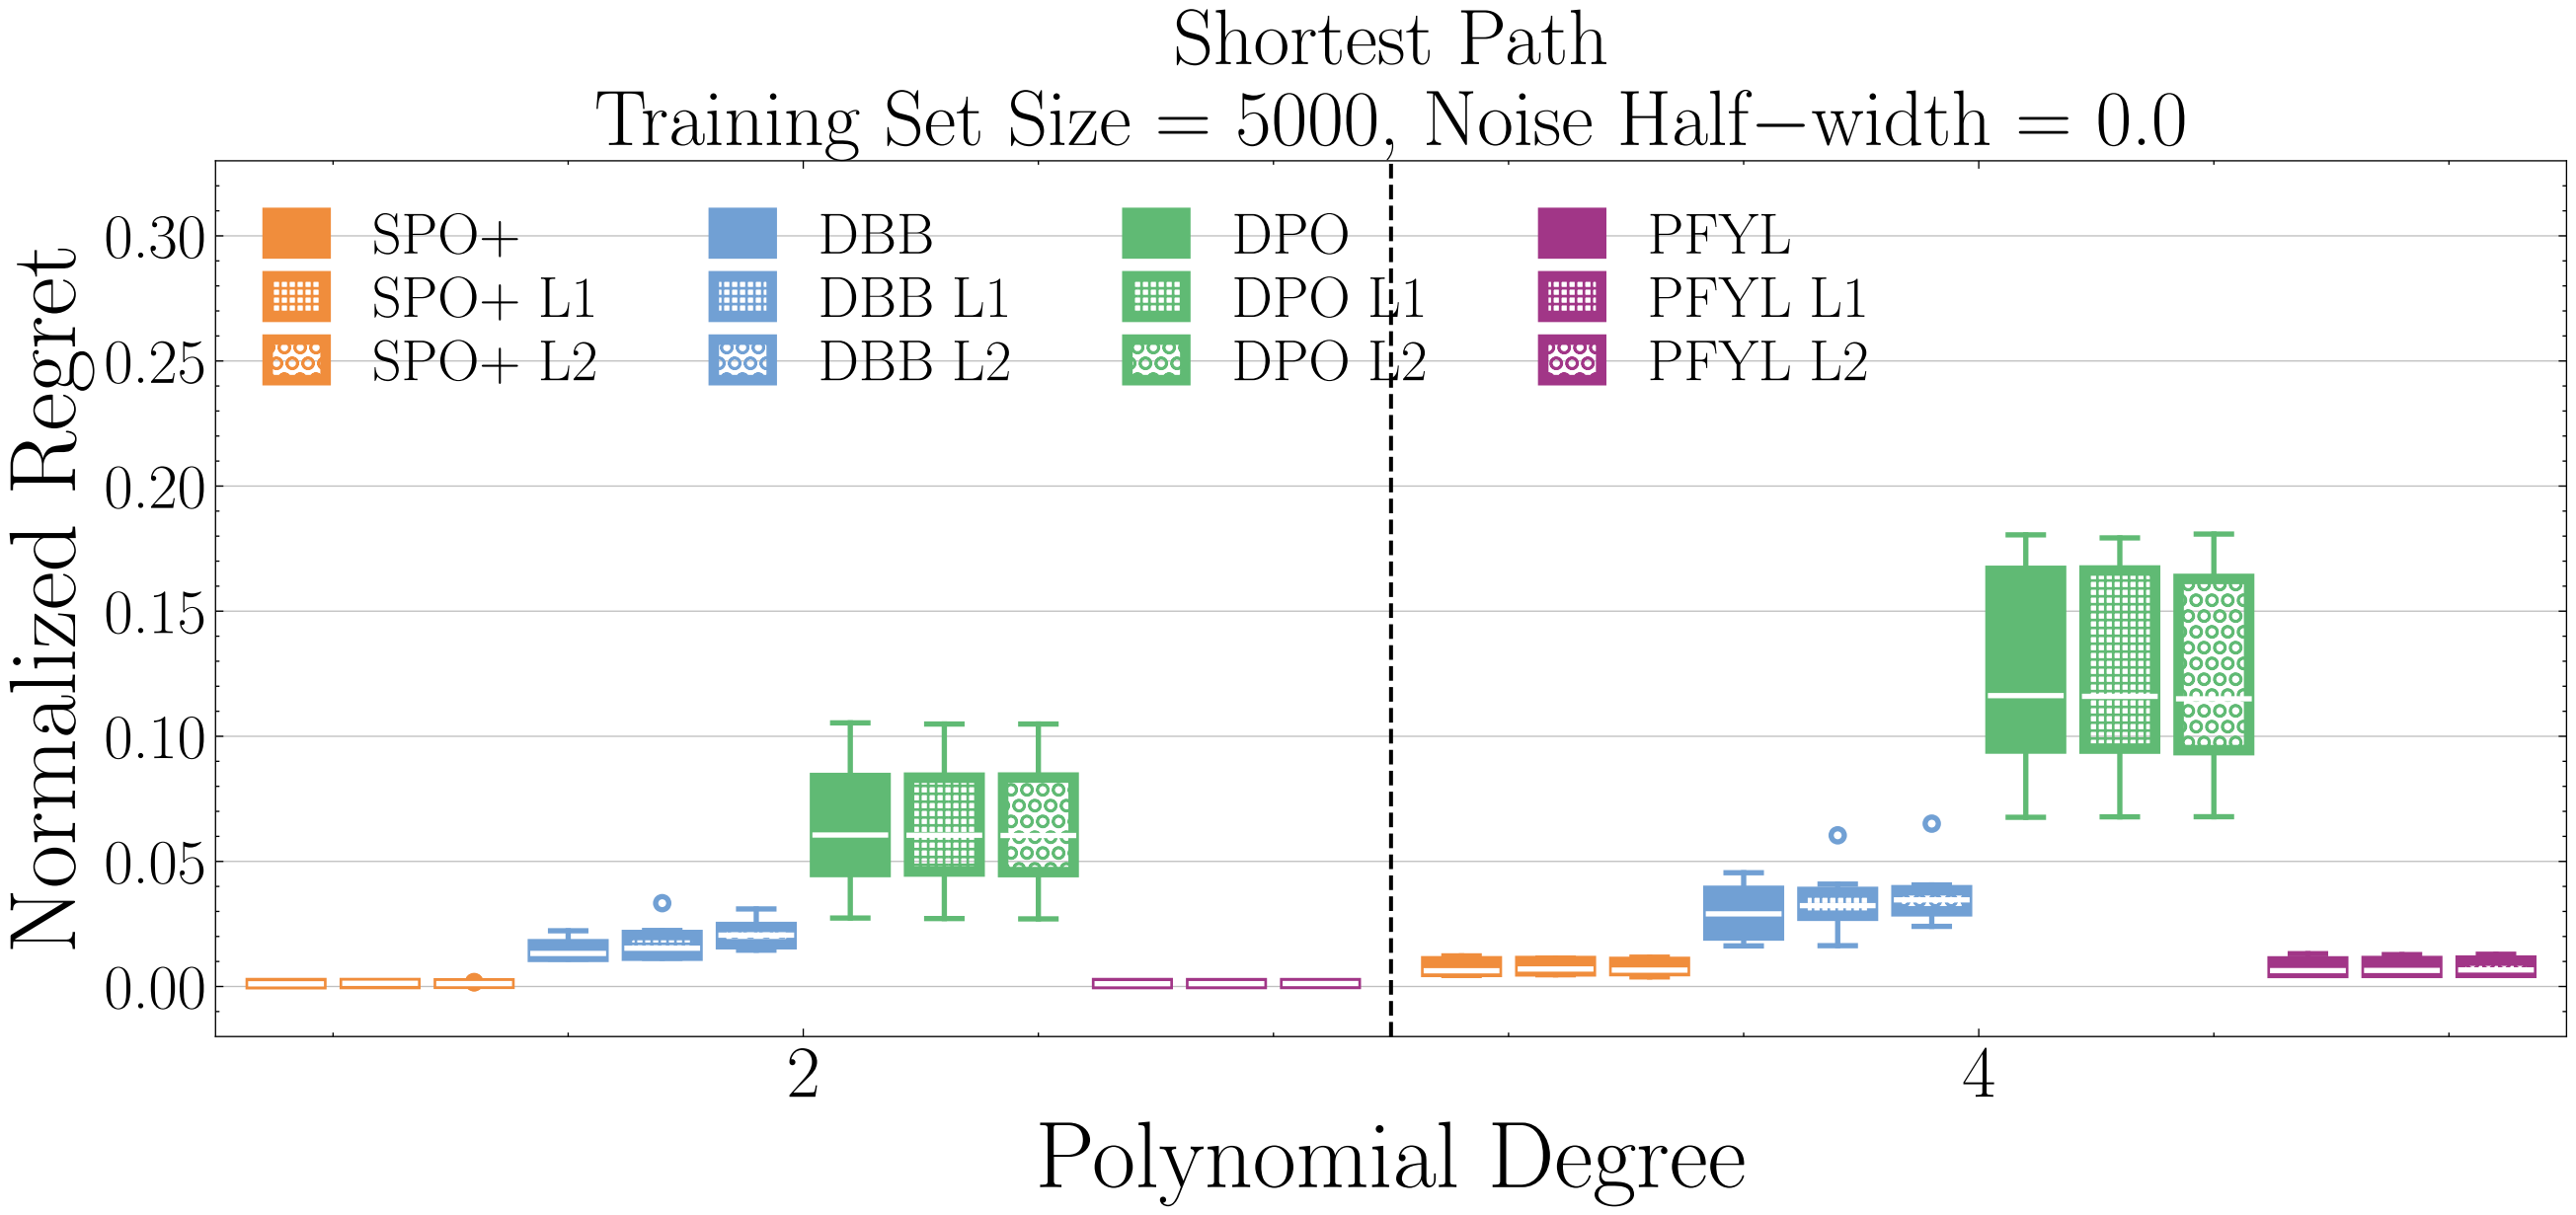 Shortest Path
Training Set Size = 5000, Noise Half−width = 0.0
Normalized Regret
0.30
0.25
0.20
0.15
0.10
0.05
0.00
SPO+ DBB DPO PFYL
SPO+ L1 DBB L1 DPO L1 PFYL L1
SPO+ L2 DBB L2 DPO L2 PFYL L2
2 4
Polynomial Degree